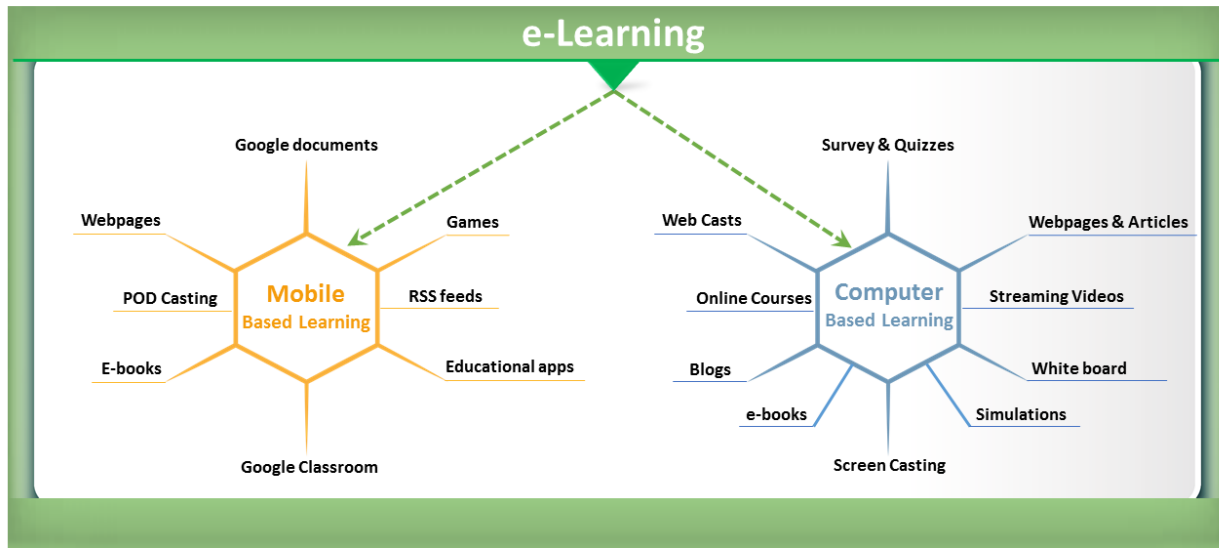 e-Learning
Google documents
Webpages
Games
POD Casting
Mobile
Based Learning
RSS feeds
E-books
Educational apps
Google Classroom
Survey & Quizzes
Web Casts
Webpages & Articles
Online Courses
Computer
Based Learning
Streaming Videos
Blogs
White board
e-books
Simulations
Screen Casting